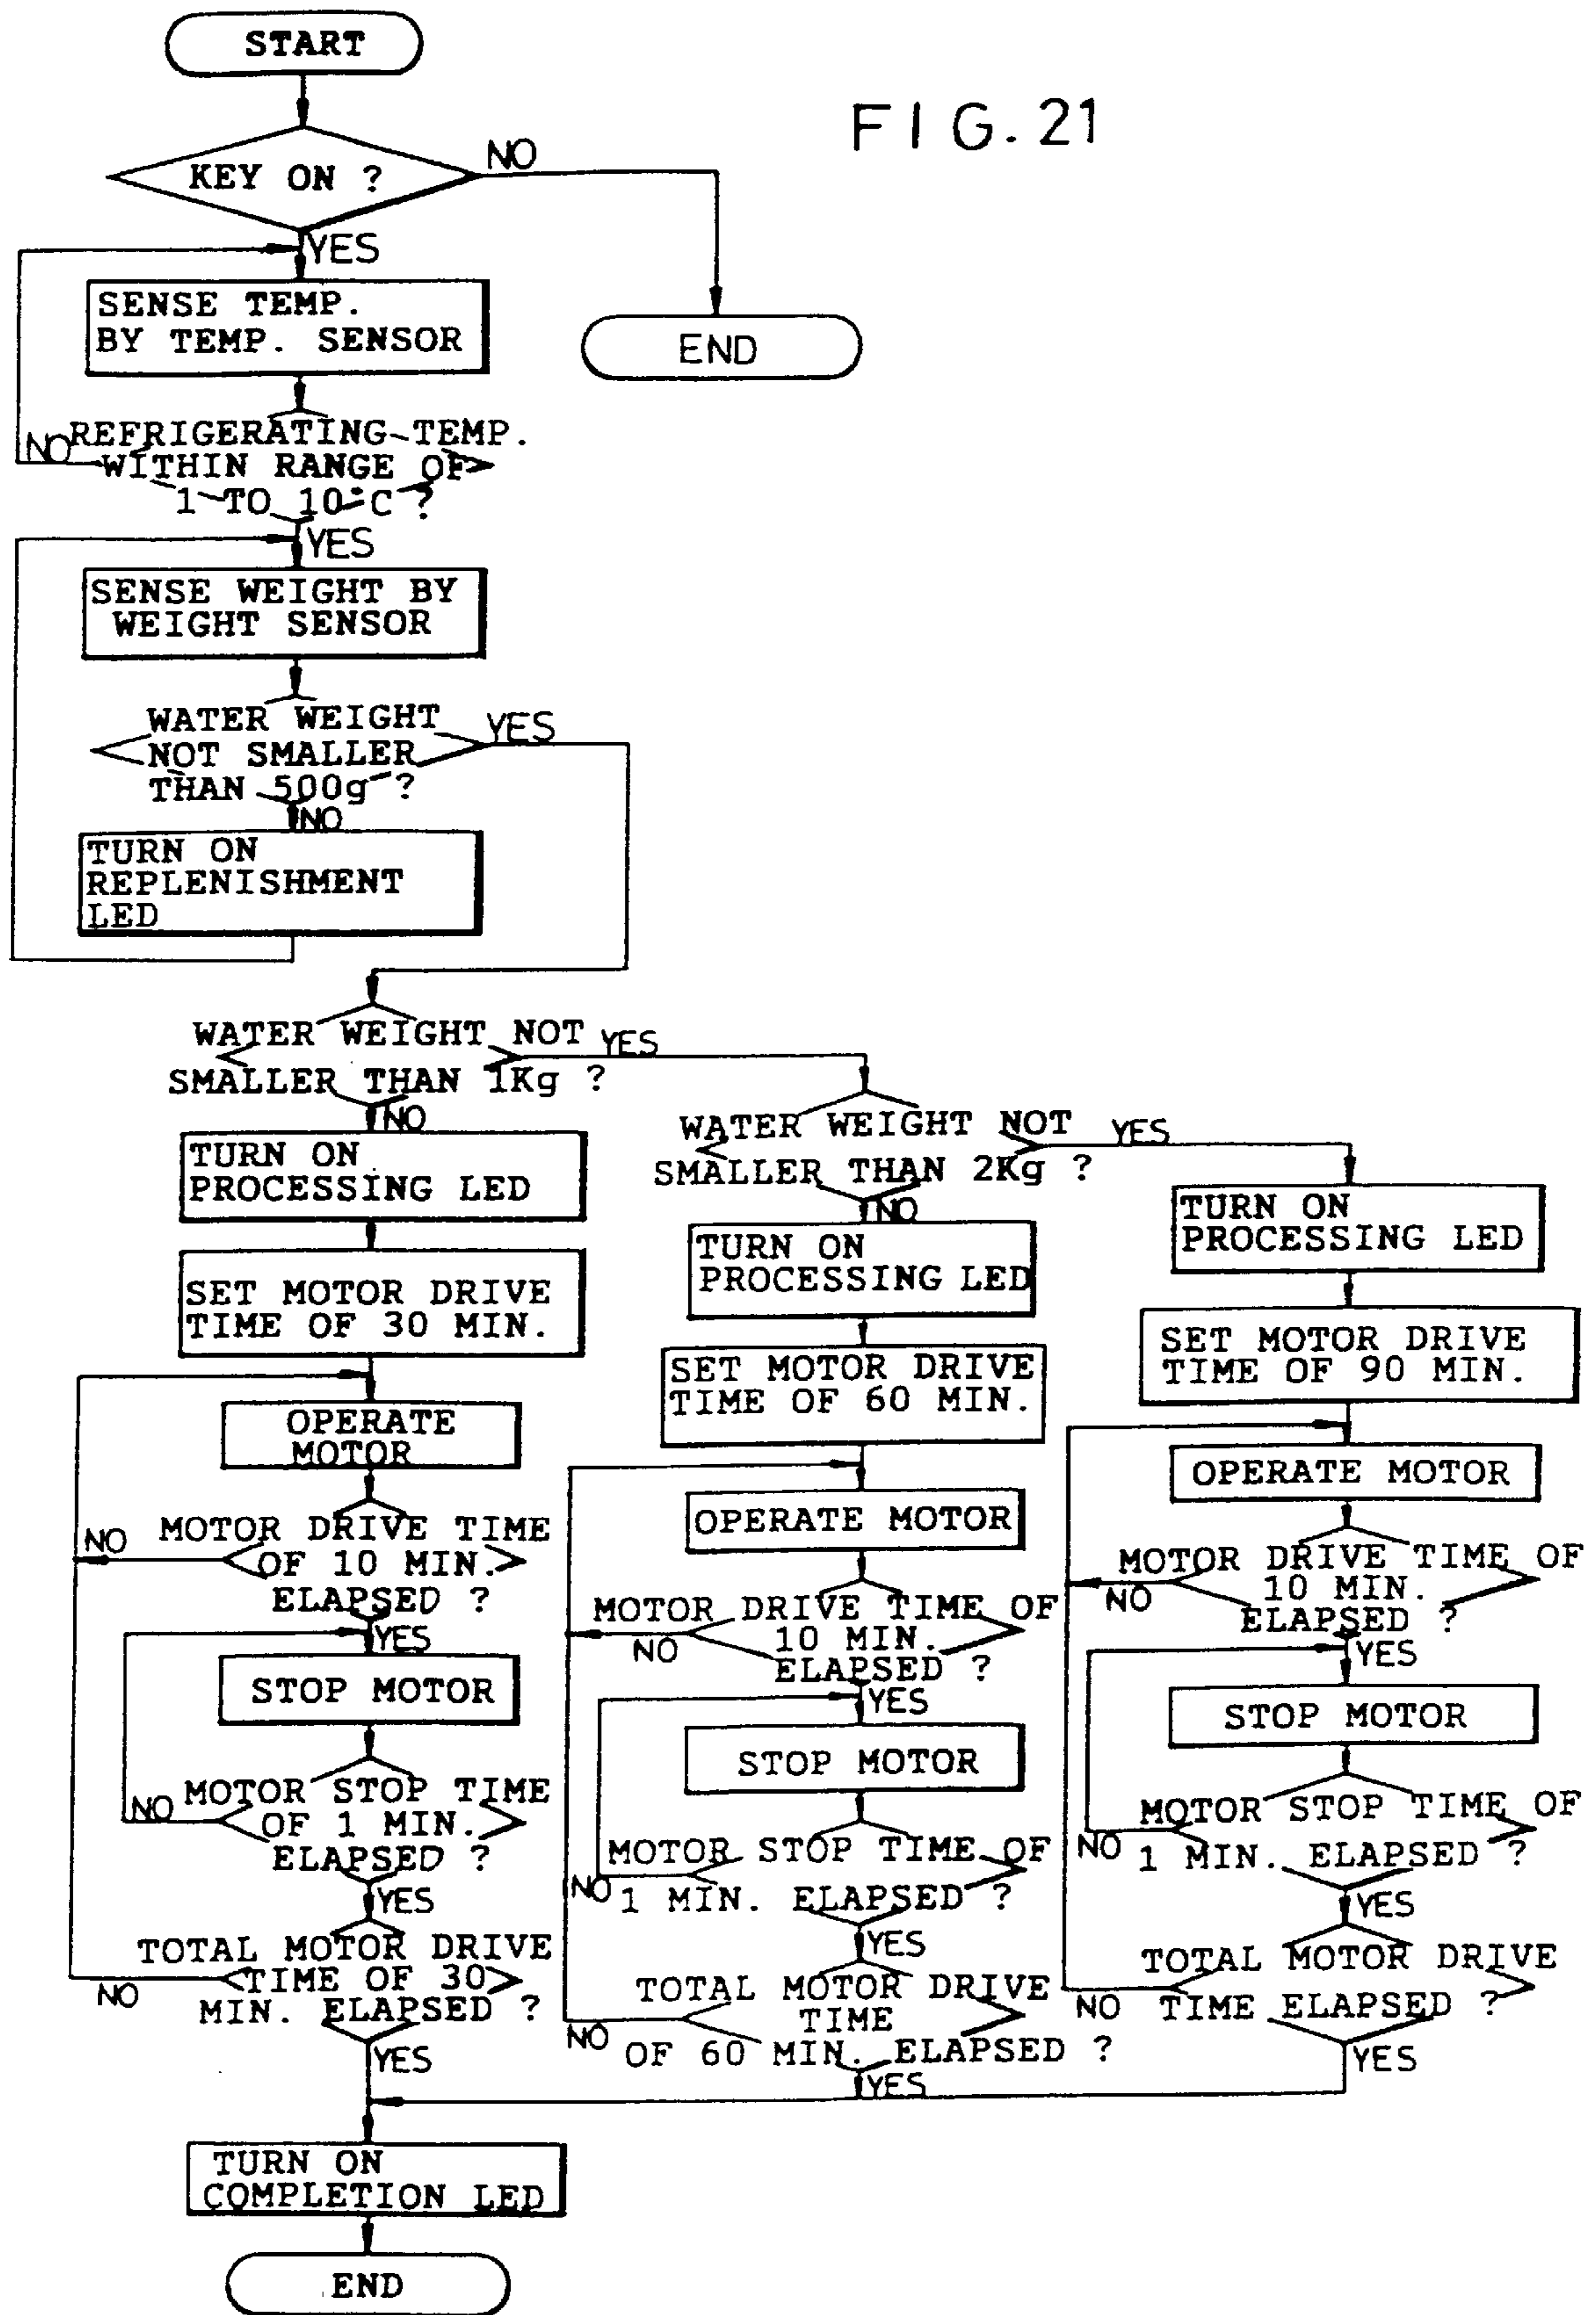 START
FIG. 21
KEY ON ?
NO
YES
SENSE TEMP.
BY TEMP. SENSOR
END
REFRIGERATING TEMP.
WITHIN RANGE OF
1 TO 10°C ?
NO
YES
SENSE WEIGHT BY
WEIGHT SENSOR
WATER WEIGHT
NOT SMALLER
THAN 500g ?
YES
NO
TURN ON
REPLENISHMENT
LED
WATER WEIGHT NOT
SMALLER THAN 1Kg ?
YES
NO
TURN ON
PROCESSING LED
SET MOTOR DRIVE
TIME OF 30 MIN.
OPERATE
MOTOR
MOTOR DRIVE TIME
OF 10 MIN.
ELAPSED ?
NO
YES
STOP MOTOR
MOTOR STOP TIME
OF 1 MIN.
ELAPSED ?
NO
YES
TOTAL MOTOR DRIVE
TIME OF 30
MIN. ELAPSED ?
NO
YES
WATER WEIGHT NOT
SMALLER THAN 2Kg ?
YES
NO
TURN ON
PROCESSING LED
SET MOTOR DRIVE
TIME OF 60 MIN.
OPERATE MOTOR
MOTOR DRIVE TIME OF
10 MIN.
ELAPSED ?
NO
YES
STOP MOTOR
MOTOR STOP TIME OF
1 MIN. ELAPSED ?
NO
YES
TOTAL MOTOR DRIVE
TIME
OF 60 MIN. ELAPSED ?
NO
YES
TURN ON
PROCESSING LED
SET MOTOR DRIVE
TIME OF 90 MIN.
OPERATE MOTOR
MOTOR DRIVE TIME OF
10 MIN.
ELAPSED ?
NO
YES
STOP MOTOR
MOTOR STOP TIME OF
1 MIN. ELAPSED ?
NO
YES
TOTAL MOTOR DRIVE
TIME ELAPSED ?
NO
YES
TURN ON
COMPLETION LED
END